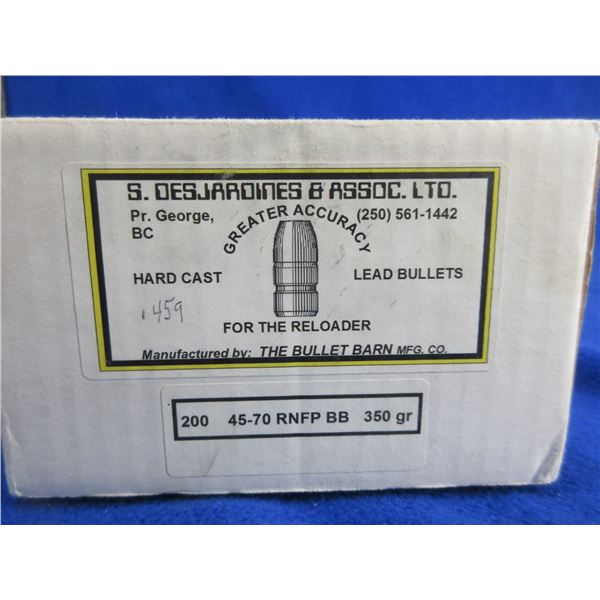 S. DESJARDINES & ASSOC. LTD.
Pr. George, BC
(250) 561-1442
GREATER ACCURACY
HARD CAST
LEAD BULLETS
.459
FOR THE RELOADER
Manufactured by: THE BULLET BARN MFG. CO.
200 45-70 RNFP BB 350 gr